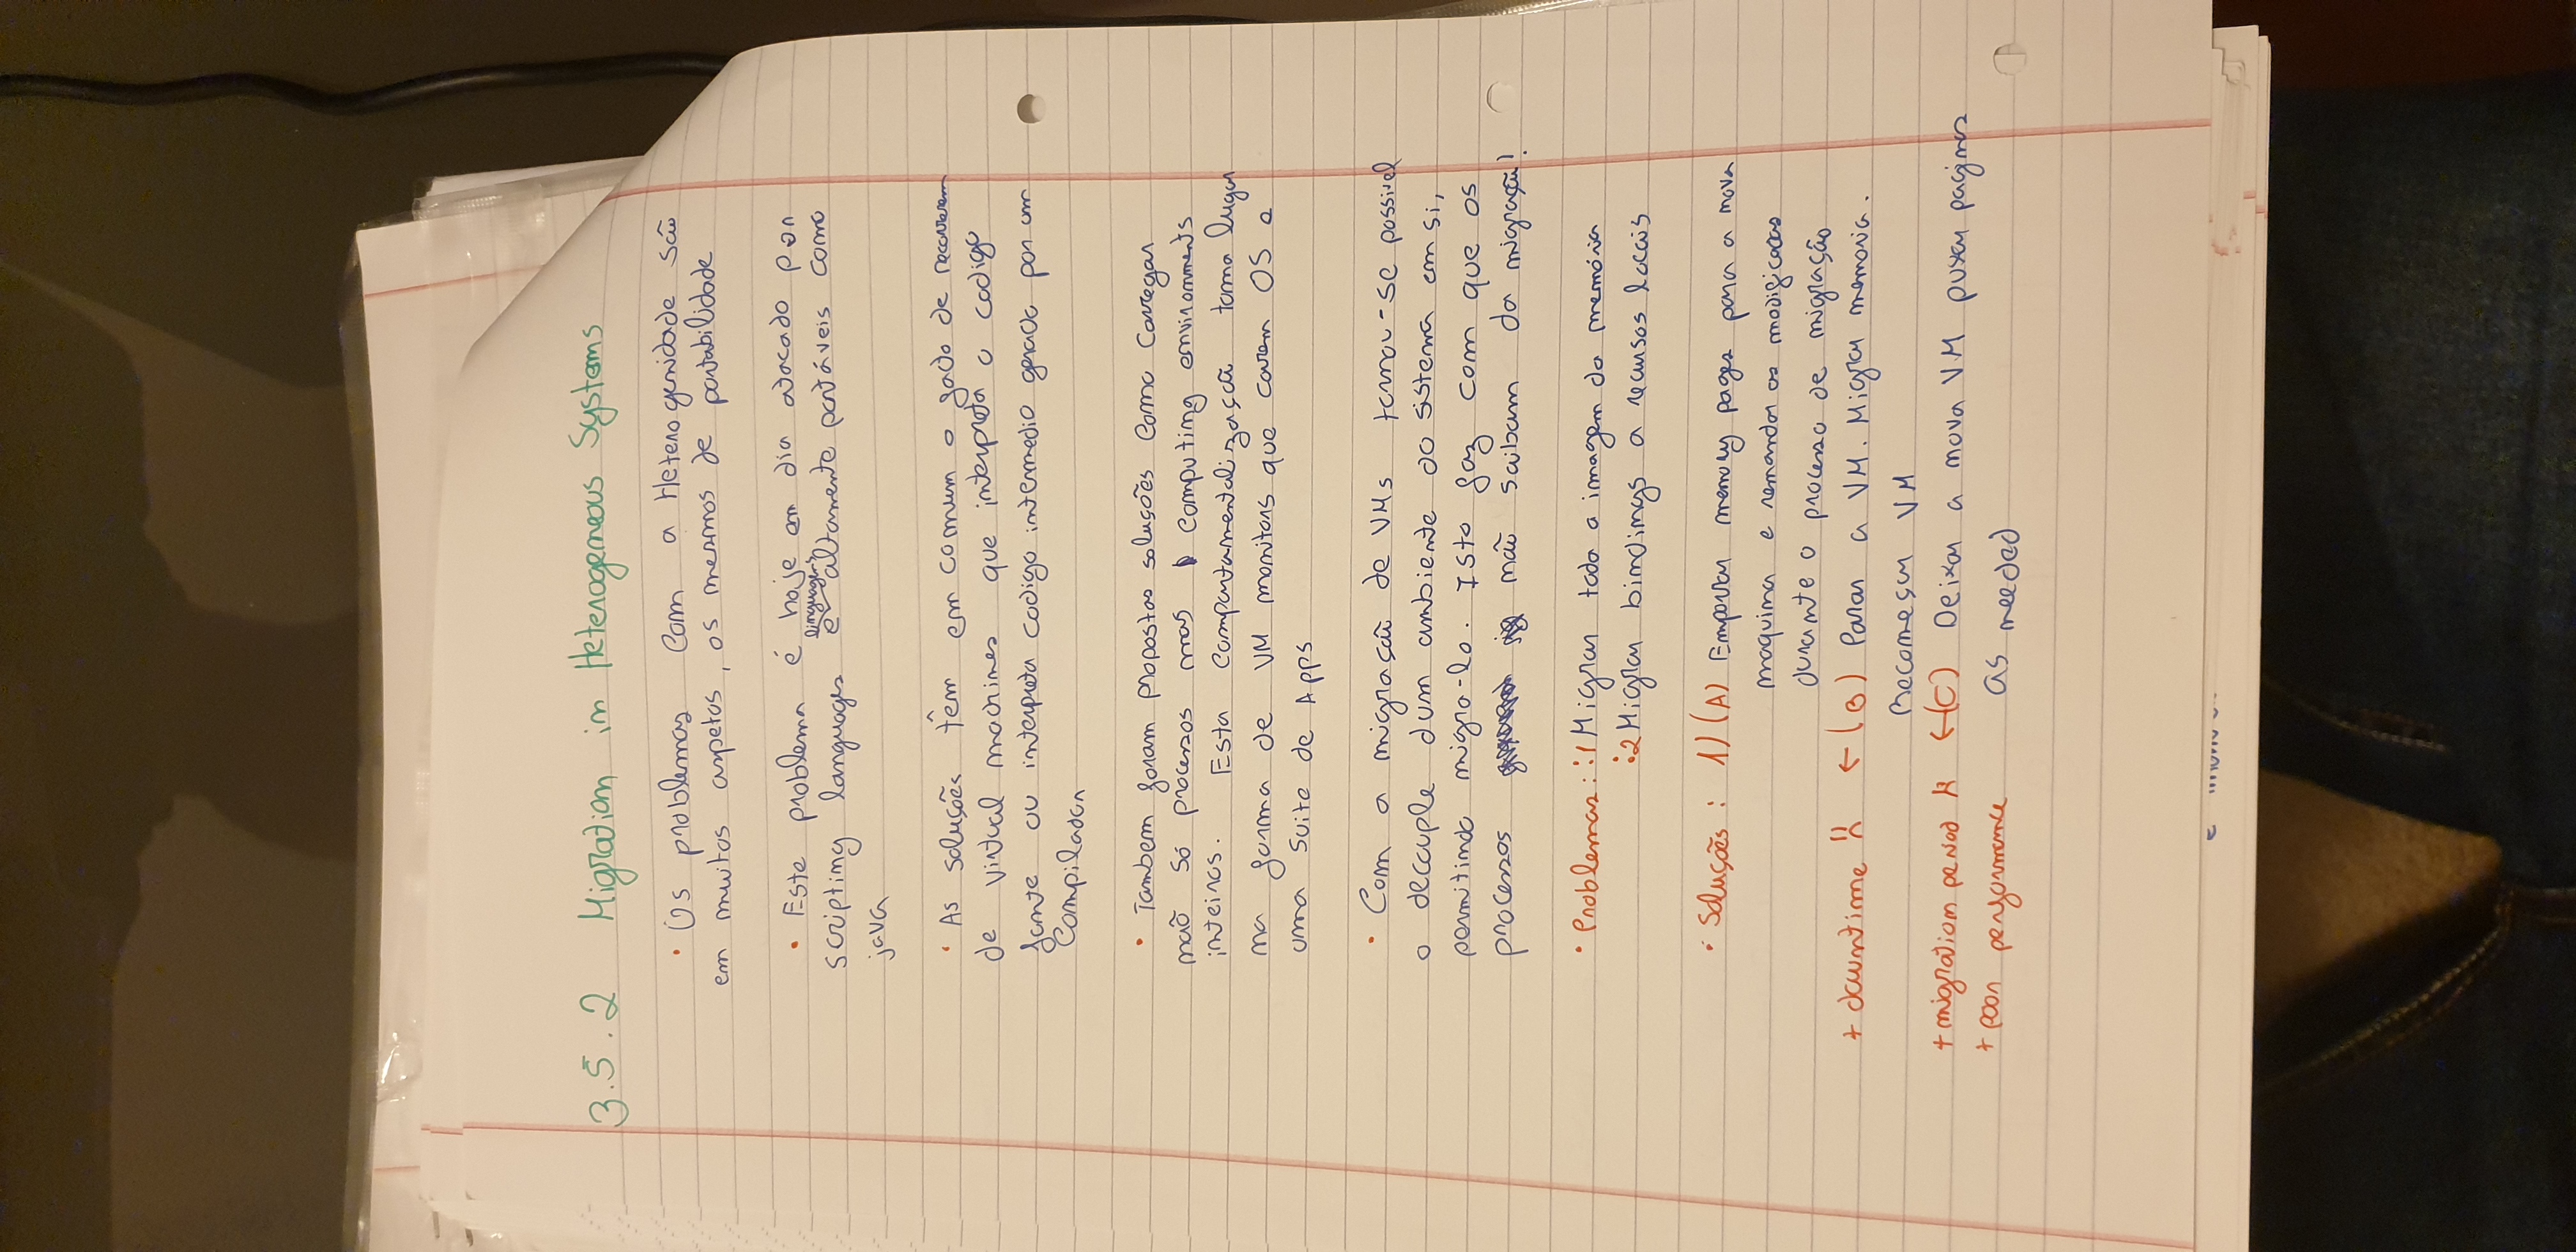 3.5.2 Migration in Heterogeneous Systems
· Os problemas com a Heterogenidade são
em muitos aspetos, os mesmos de portabilidade
· Este problema é hoje em dia atacado por
linguagens
scripting languages e altamente portáveis como
java
· As soluções têm em comum o facto de recorrerem
de virtual machines que interpreta o codigo
fonte ou interpreta codigo intermedio gerado por um
Compilador
· Tambem foram propostas soluções como carregar
não só processos mas computing environments
inteiros. Esta compartamentalização toma lugar
na forma de VM monitors que correm OS e
uma suite de Apps
· Com a migração de VMs tornou-se possivel
o decouple dum ambiente do sistema em si,
permitindo migra-lo. Isto faz com que os
processos não saibam da migração!
· Problemas: :1 Migrar toda a imagem da memória
:2 Migrar bindings a recursos locais
· Soluções: 1) (A) Empurrar memory pages para a nova
maquina e remandar as modificadas
durante o processo de migração
+ downtime !! ← (B) Parar a VM. Migrar memoria.
Recomeçar VM
+ migration period ← (C) Deixar a nova VM puxar paginas
+ poor performance as needed